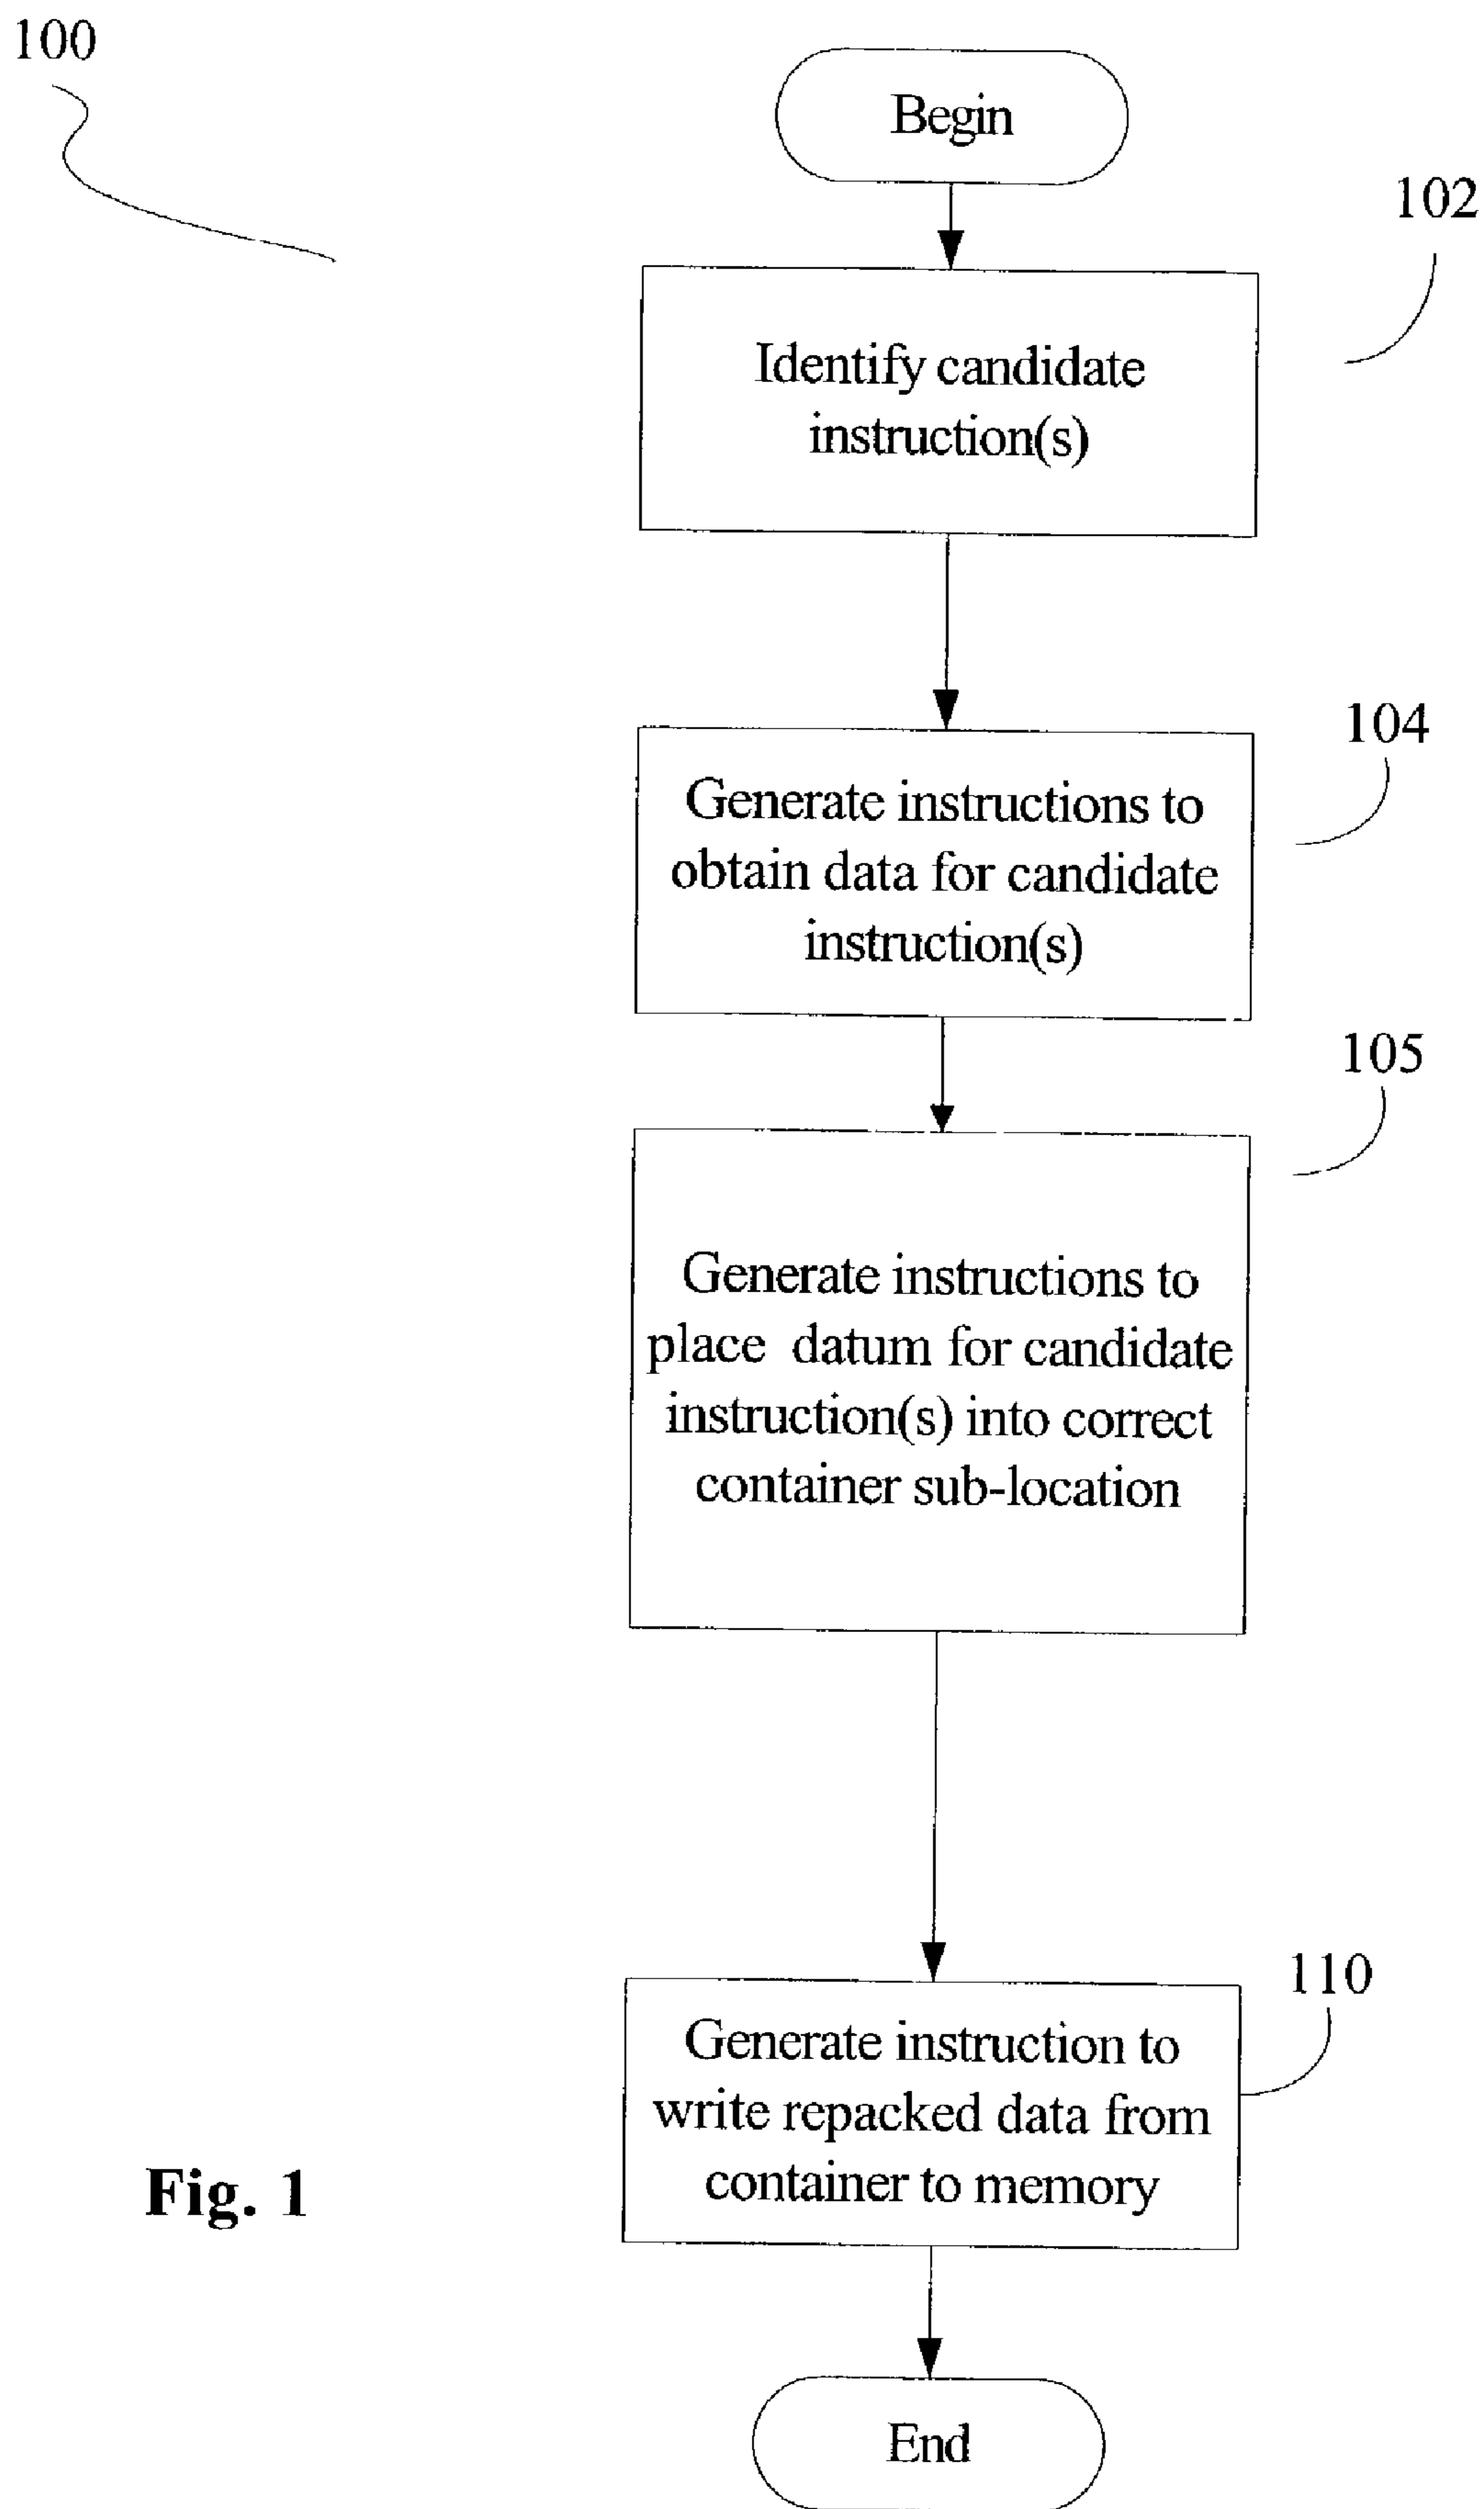 100
Begin
102
Identify candidate
instruction(s)
104
Generate instructions to
obtain data for candidate
instruction(s)
105
Generate instructions to
place datum for candidate
instruction(s) into correct
container sub-location
110
Generate instruction to
write repacked data from
container to memory
Fig. 1
End